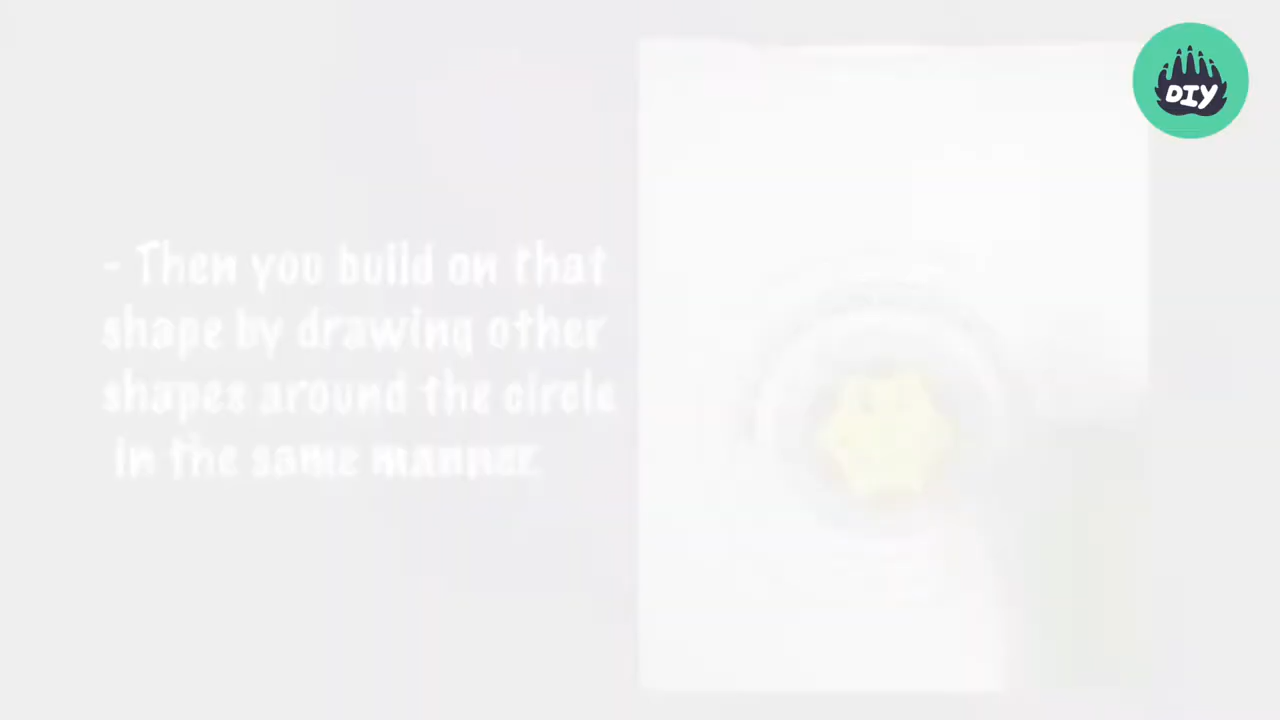 DIY
- Then you build on that
shape by drawing other
shapes around the circle
in the same manner.